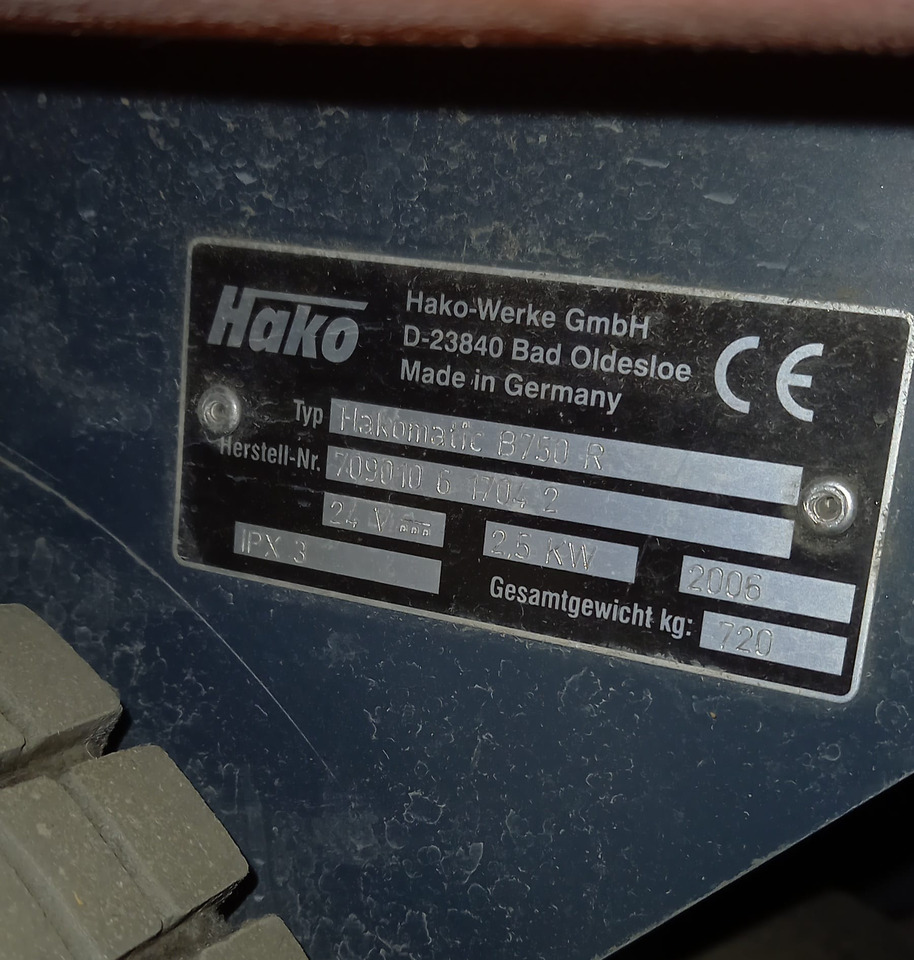 Hako
Hako-Werke GmbH
D-23840 Bad Oldesloe
Made in Germany
CE
Typ Hakomatic B750 R
Herstell-Nr. 709010 6 1704 2
24 V 2.5 KW 2006
IPX 3
Gesamtgewicht kg: 720